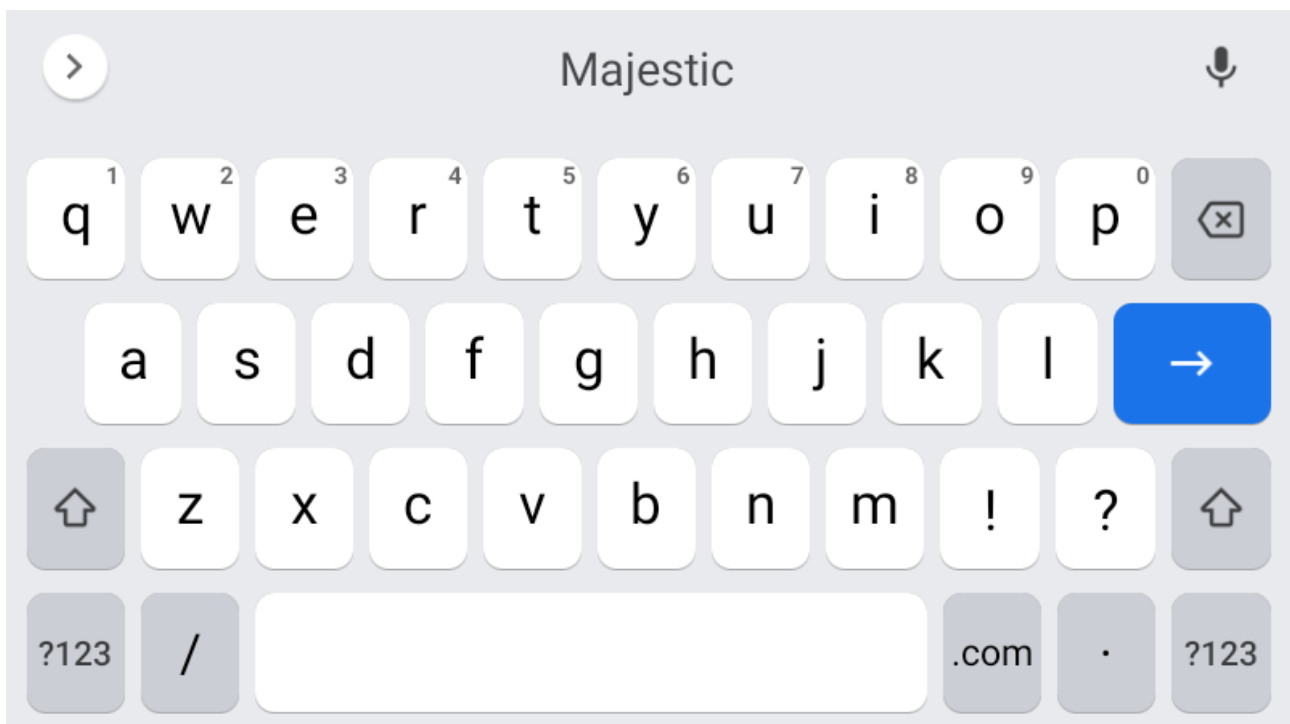 Majestic
q 1 w 2 e 3 r 4 t 5 y 6 u 7 i 8 o 9 p 0
a s d f g h j k l
z x c v b n m ! ?
?123 / .com . ?123